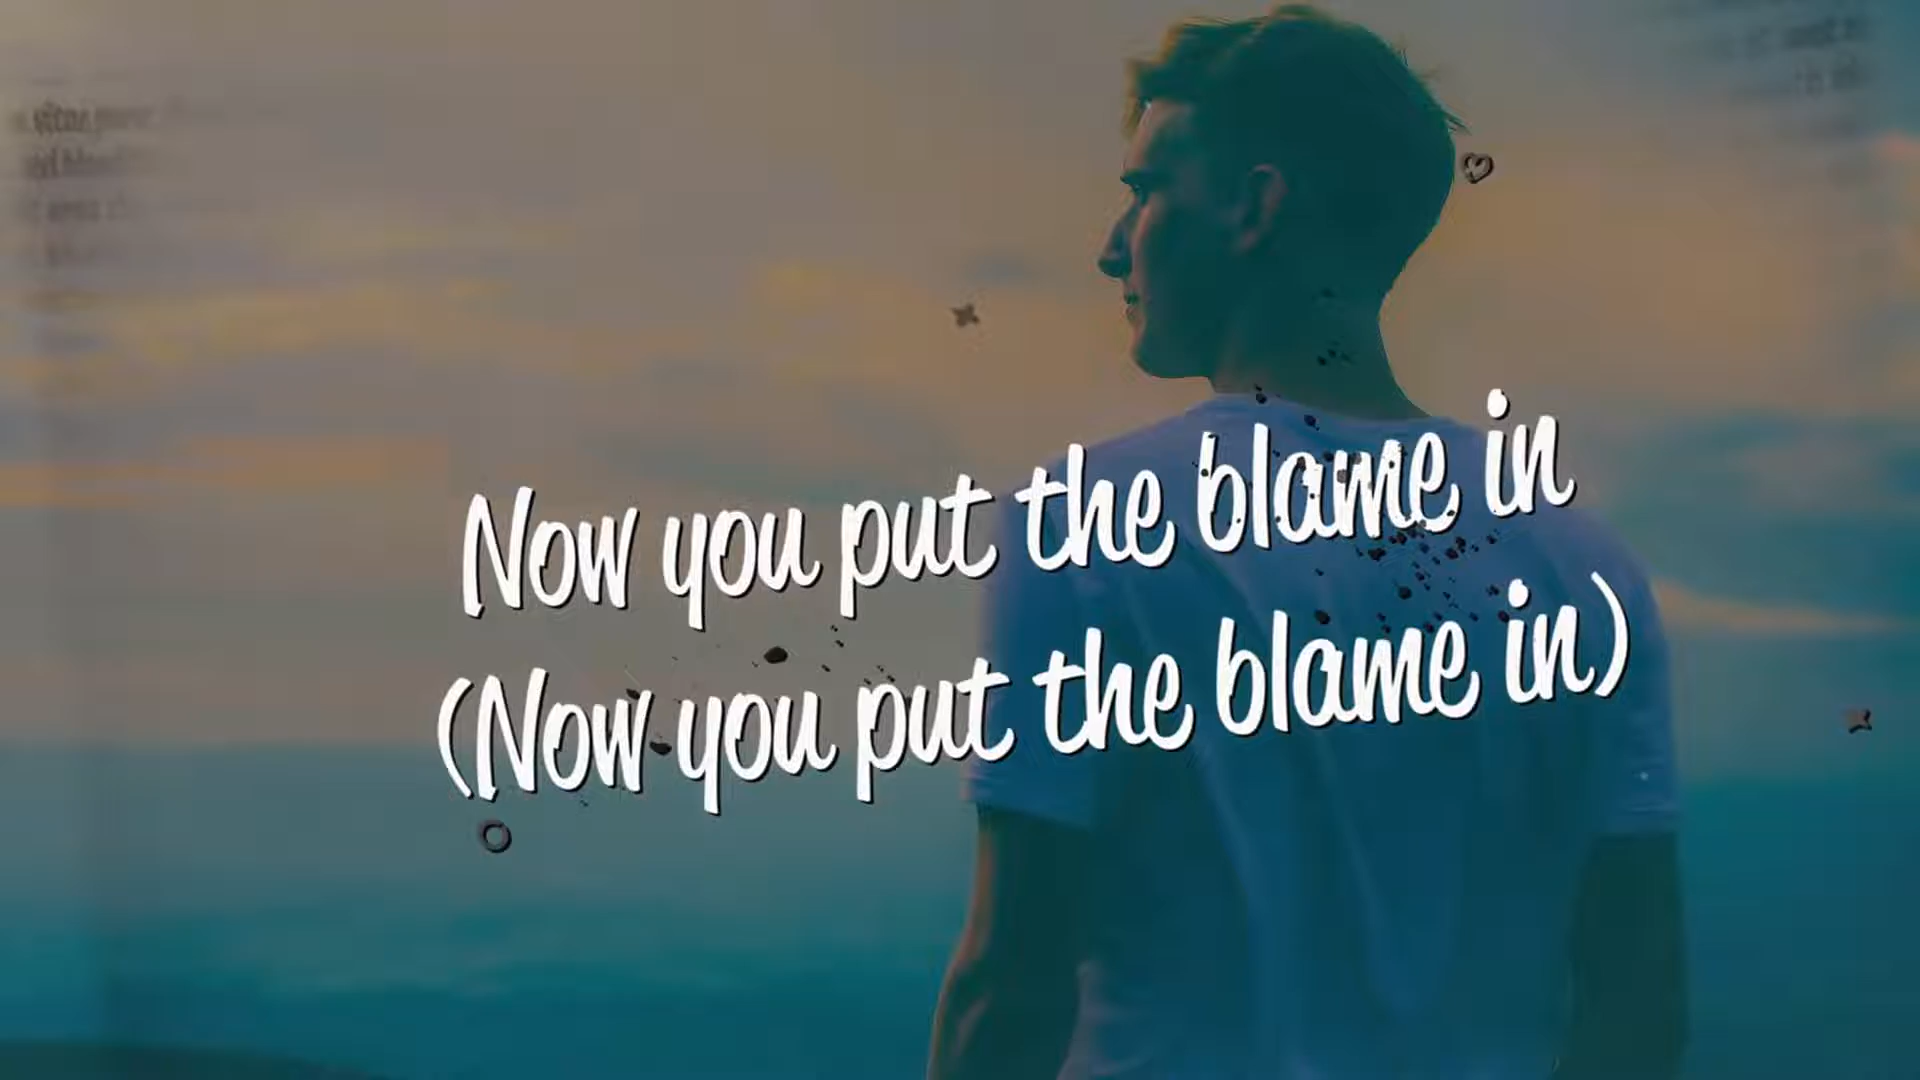 Now you put the blame in
(Now you put the blame in)